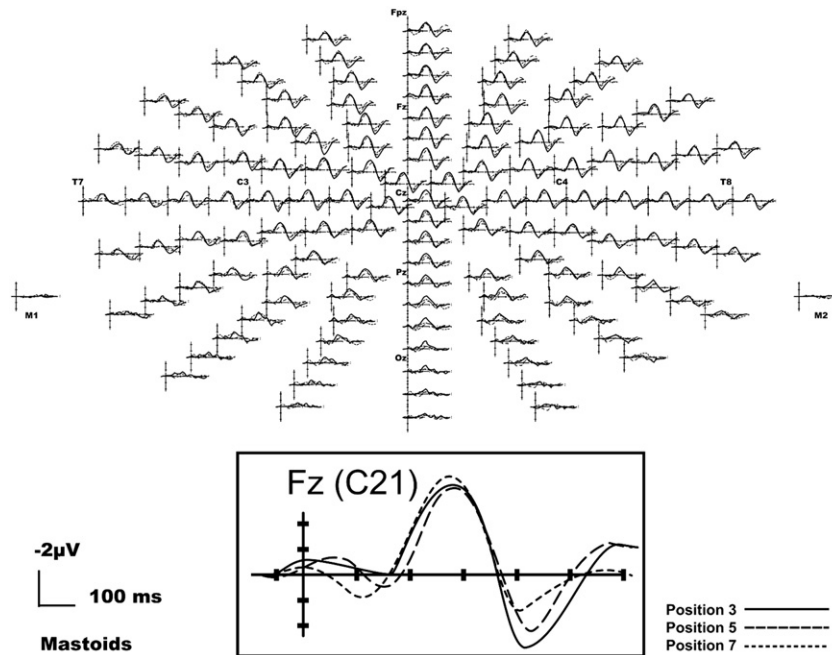 Fpz
Fz
T7 C3 Cz C4 T8
Pz
M1 M2
Oz
Fz (C21)
-2µV
100 ms
Mastoids
Position 3
Position 5
Position 7